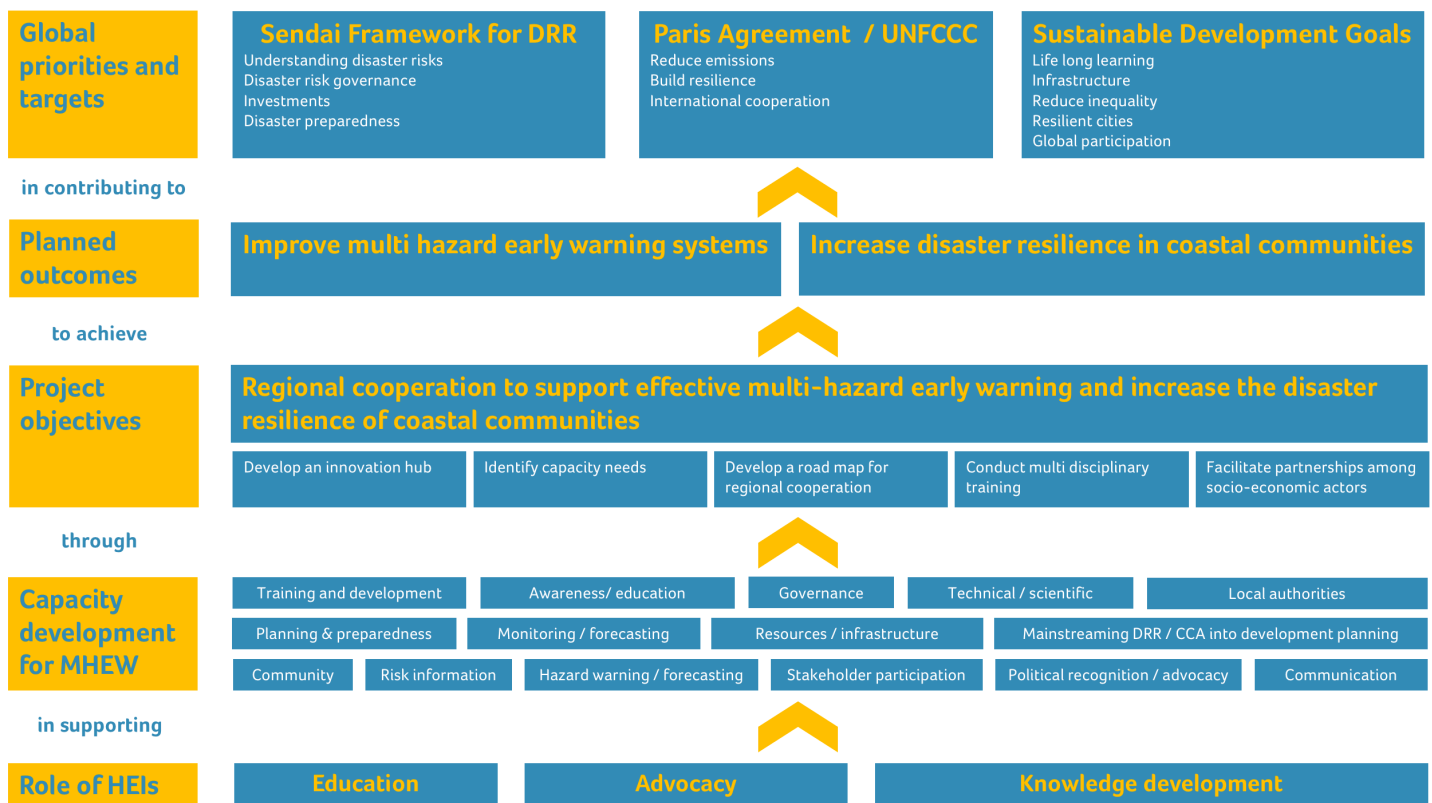 Global
priorities and
targets
Sendai Framework for DRR
Understanding disaster risks
Disaster risk governance
Investments
Disaster preparedness
Paris Agreement / UNFCCC
Reduce emissions
Build resilience
International cooperation
Sustainable Development Goals
Life long learning
Infrastructure
Reduce inequality
Resilient cities
Global participation
in contributing to
Planned
outcomes
Improve multi hazard early warning systems
Increase disaster resilience in coastal communities
to achieve
Project
objectives
Regional cooperation to support effective multi-hazard early warning and increase the disaster
resilience of coastal communities
Develop an innovation hub
Identify capacity needs
Develop a road map for
regional cooperation
Conduct multi disciplinary
training
Facilitate partnerships among
socio-economic actors
through
Capacity
development
for MHEW
Training and development
Awareness/ education
Governance
Technical / scientific
Local authorities
Planning & preparedness
Monitoring / forecasting
Resources / infrastructure
Mainstreaming DRR / CCA into development planning
Community
Risk information
Hazard warning / forecasting
Stakeholder participation
Political recognition / advocacy
Communication
in supporting
Role of HEIs
Education
Advocacy
Knowledge development